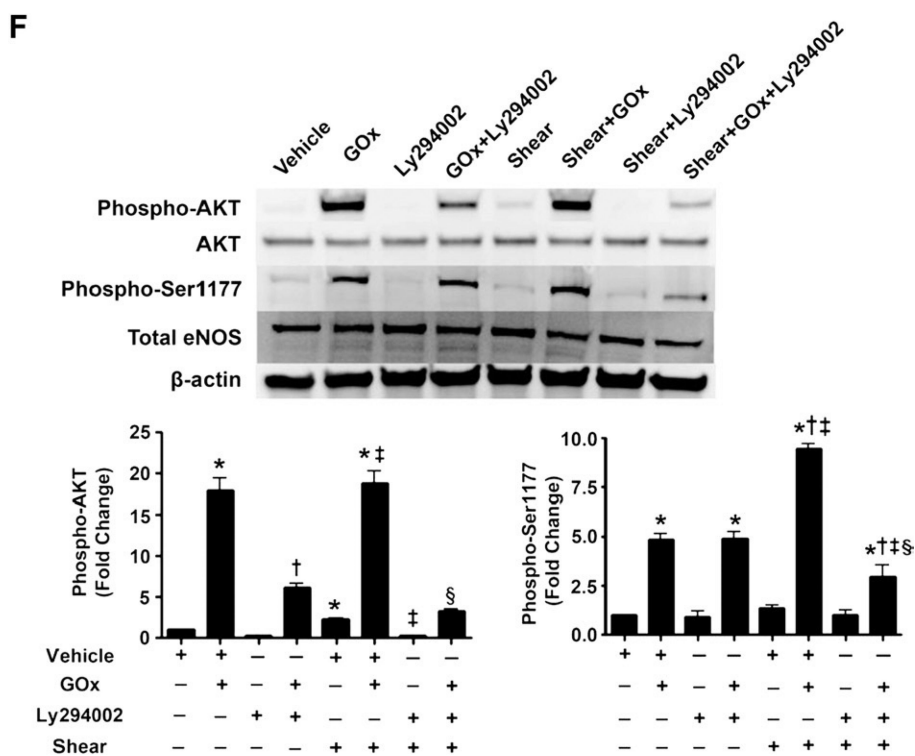 F
Vehicle
GOx
Ly294002
GOx+Ly294002
Shear
Shear+GOx
Shear+Ly294002
Shear+GOx+Ly294002
Phospho-AKT
AKT
Phospho-Ser1177
Total eNOS
β-actin
Phospho-AKT
(Fold Change)
25
20
15
10
5
0
*
†
*
*‡
‡
§
Vehicle + + – – + + – –
GOx – + – + – + – +
Ly294002 – – + + – – + +
Shear – – – – + + + +
Phospho-Ser1177
(Fold Change)
10.0
7.5
5.0
2.5
0.0
*
*
*†‡
*†‡§
+ + – – + + – –
– + – + – + – +
– – + + – – + +
– – – – + + + +